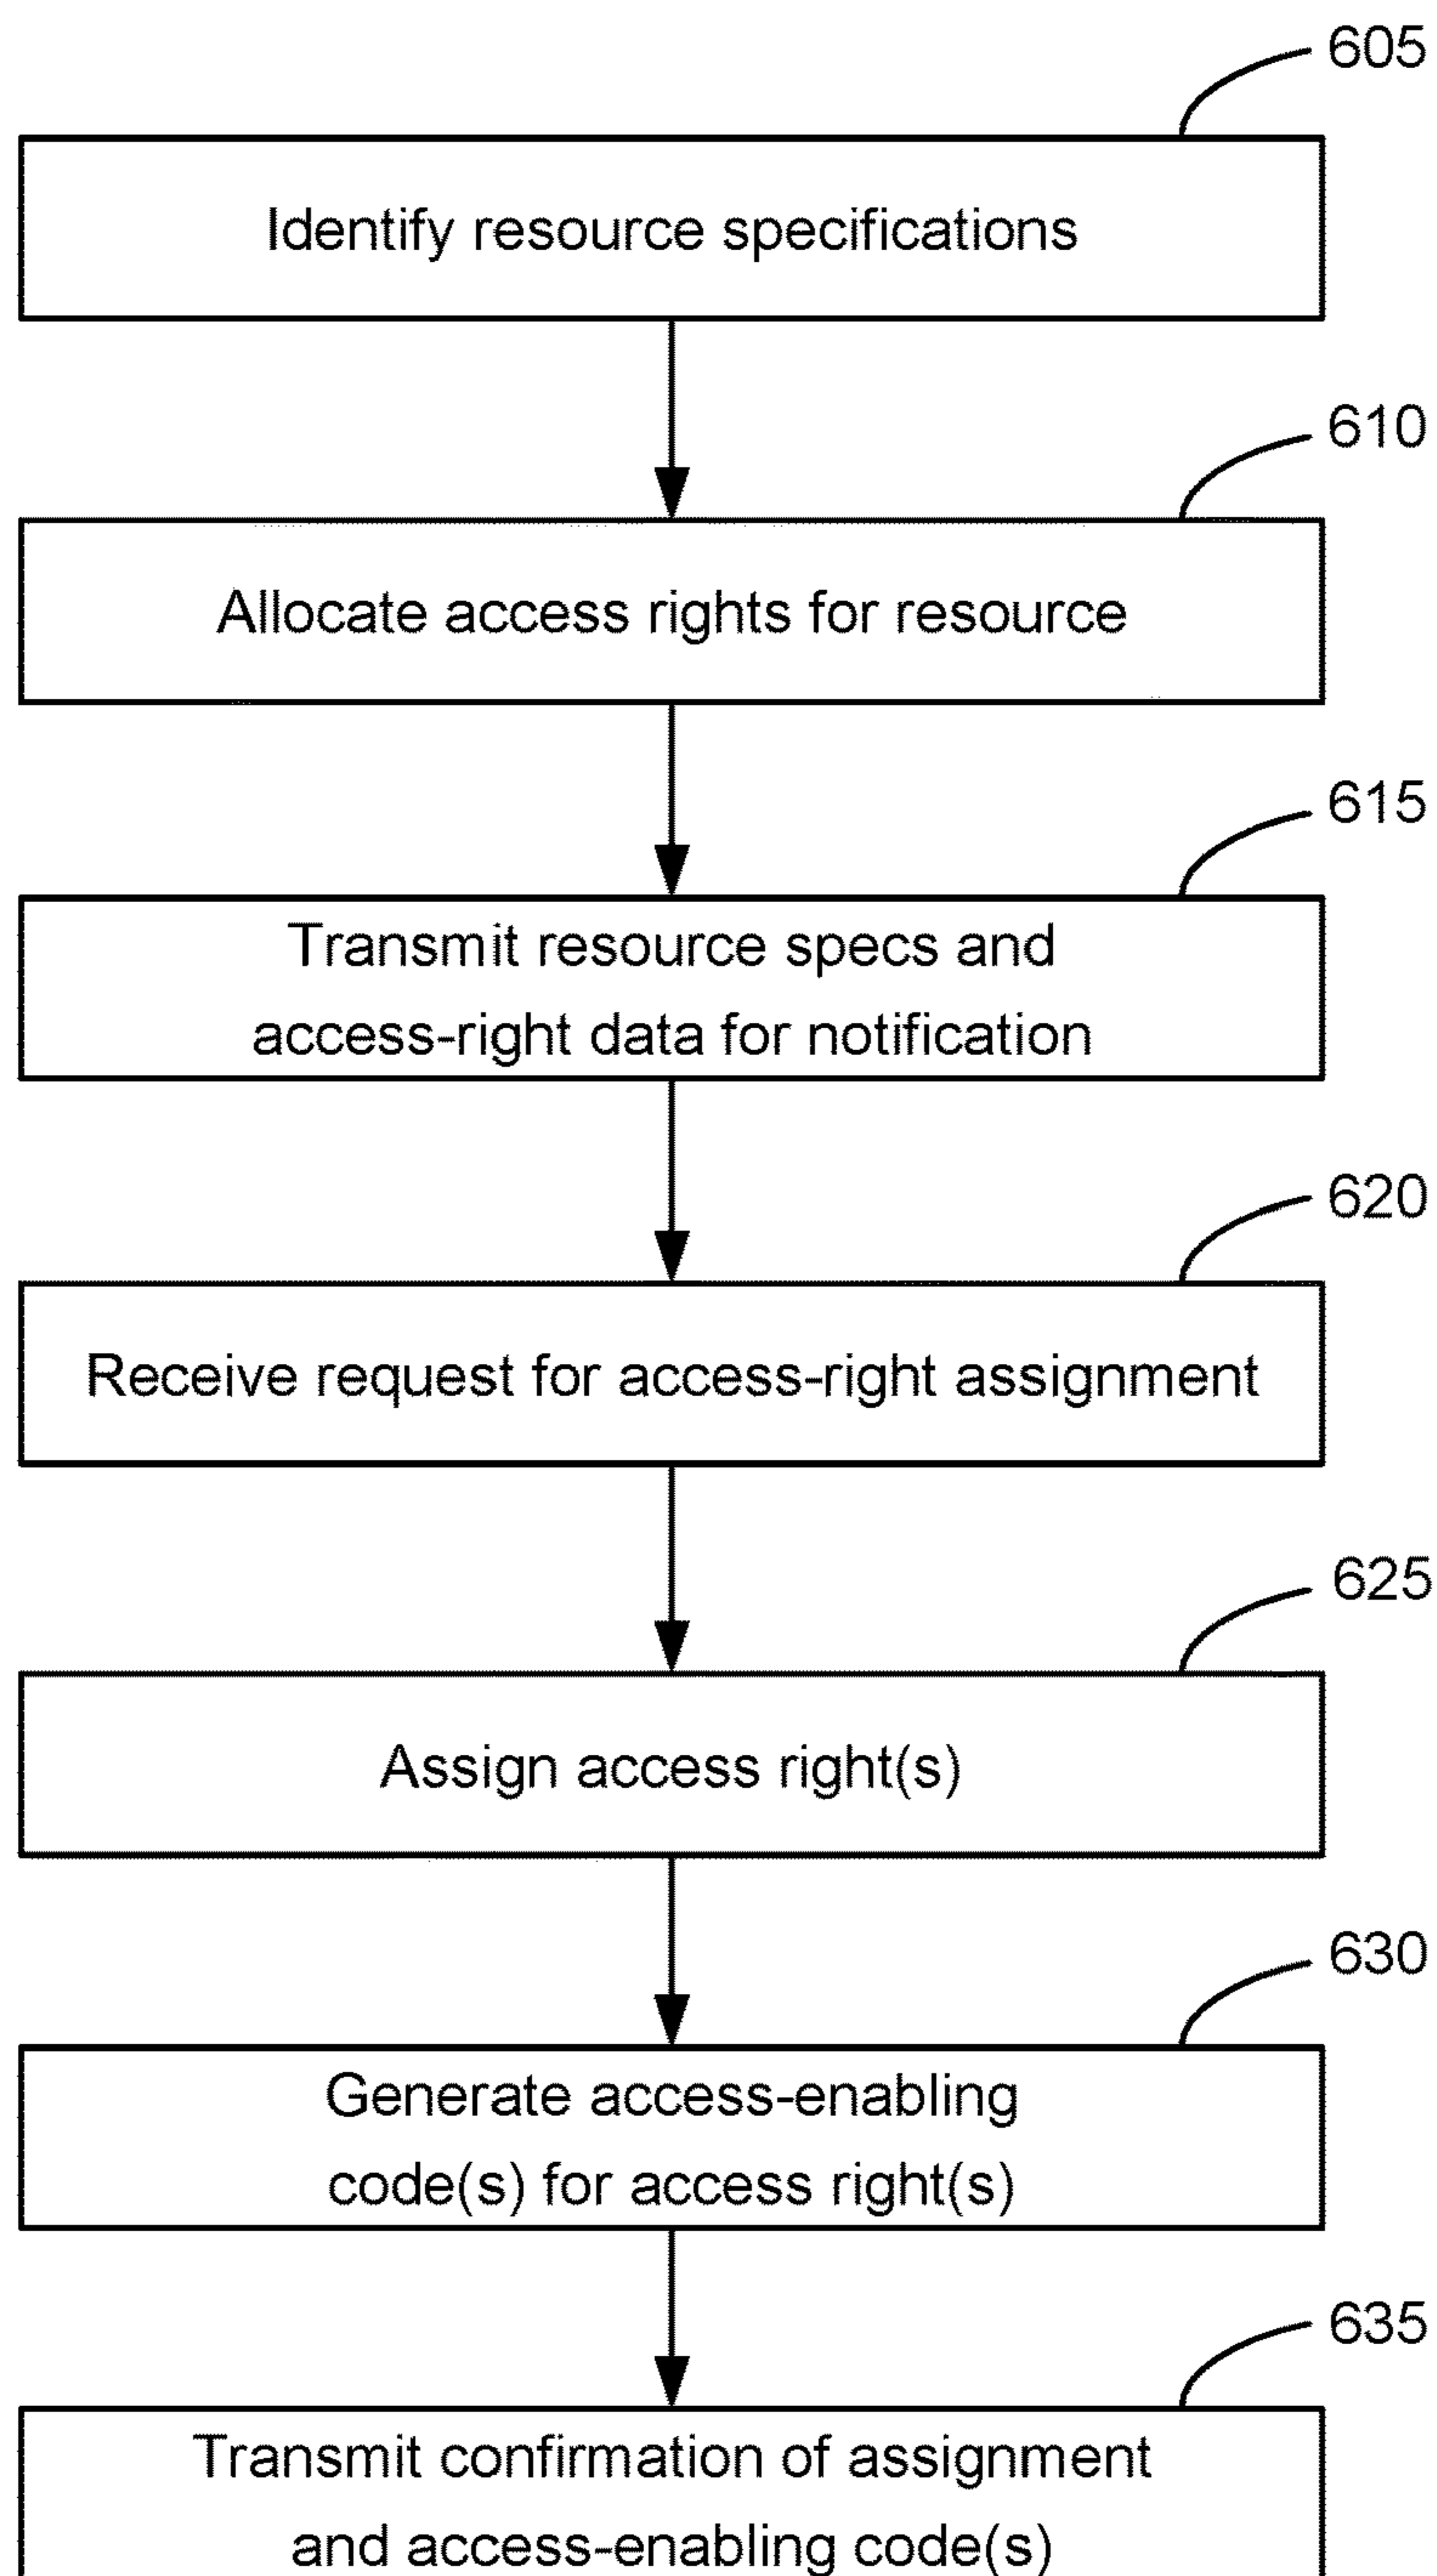 605
Identify resource specifications
610
Allocate access rights for resource
615
Transmit resource specs and
access-right data for notification
620
Receive request for access-right assignment
625
Assign access right(s)
630
Generate access-enabling
code(s) for access right(s)
635
Transmit confirmation of assignment
and access-enabling code(s)